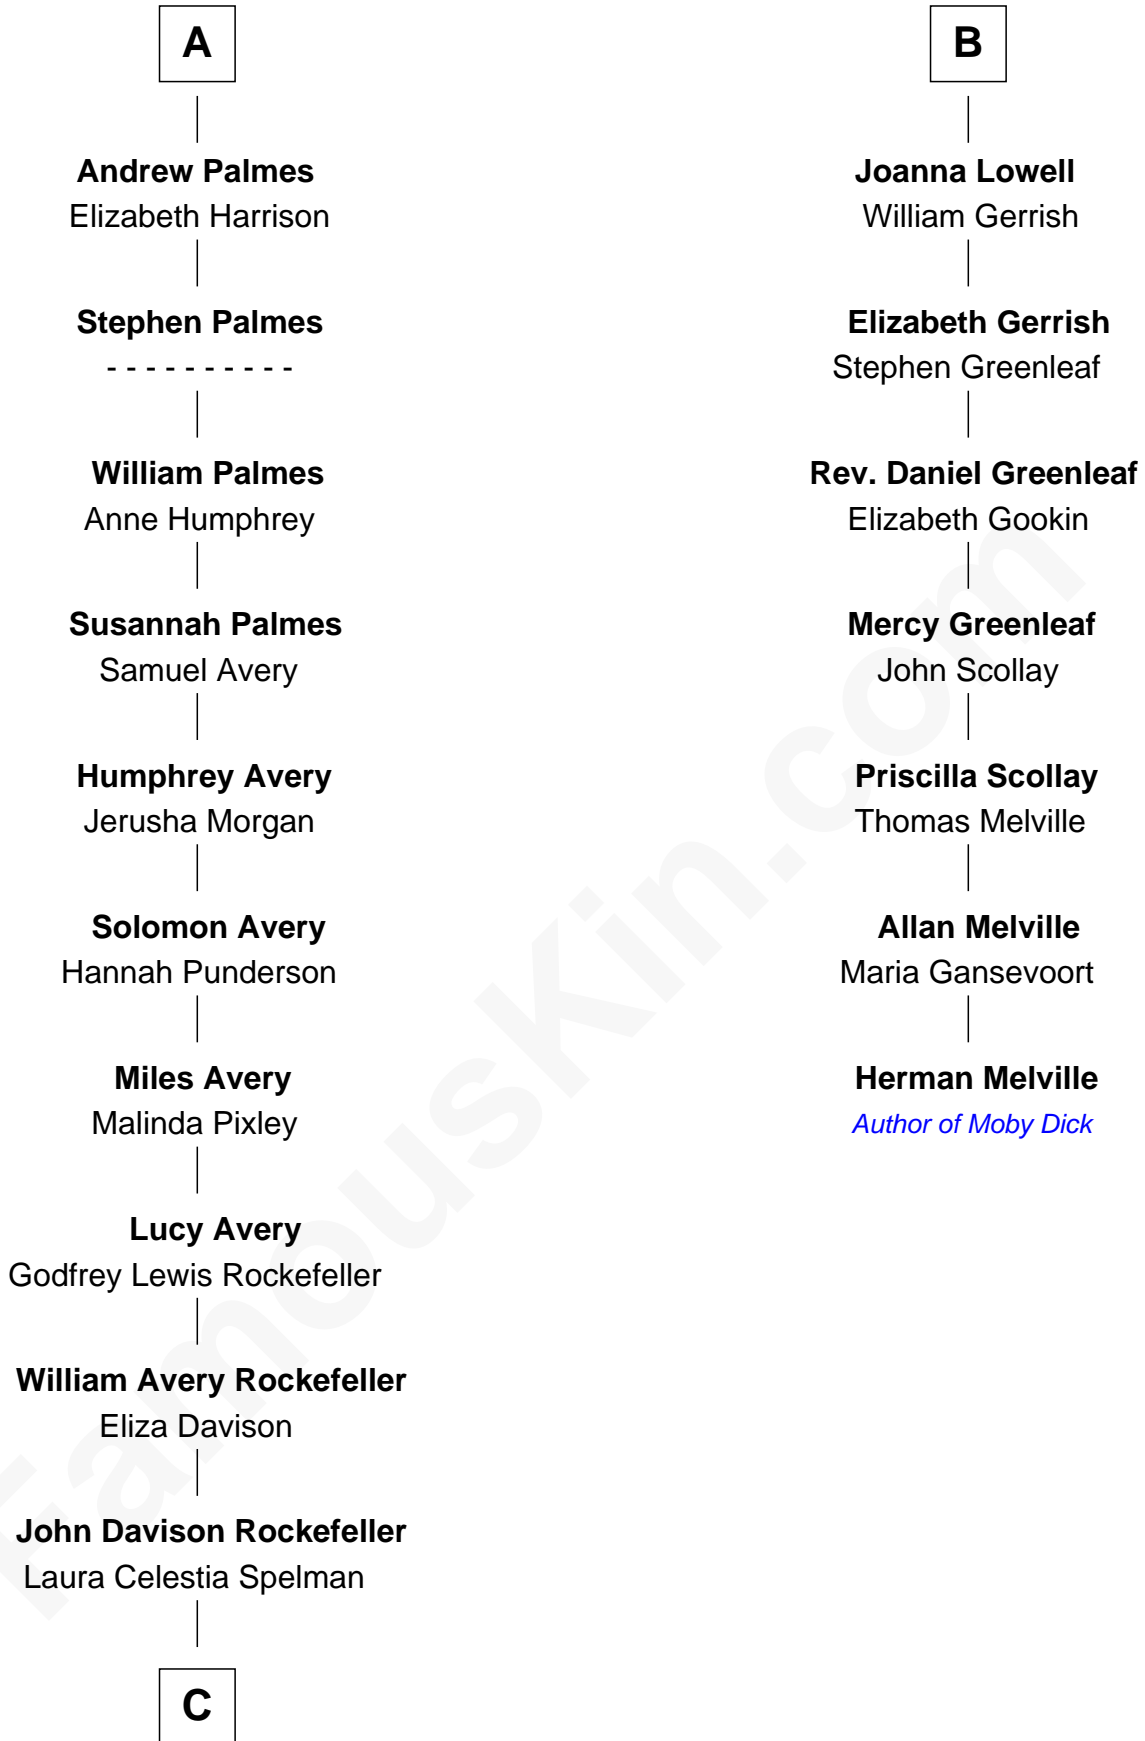 A
Andrew Palmes
Elizabeth Harrison
Stephen Palmes
- - - - - - - - - -
William Palmes
Anne Humphrey
Susannah Palmes
Samuel Avery
Humphrey Avery
Jerusha Morgan
Solomon Avery
Hannah Punderson
Miles Avery
Malinda Pixley
Lucy Avery
Godfrey Lewis Rockefeller
William Avery Rockefeller
Eliza Davison
John Davison Rockefeller
Laura Celestia Spelman
C
B
Joanna Lowell
William Gerrish
Elizabeth Gerrish
Stephen Greenleaf
Rev. Daniel Greenleaf
Elizabeth Gookin
Mercy Greenleaf
John Scollay
Priscilla Scollay
Thomas Melville
Allan Melville
Maria Gansevoort
Herman Melville
Author of Moby Dick
FamousKin.com